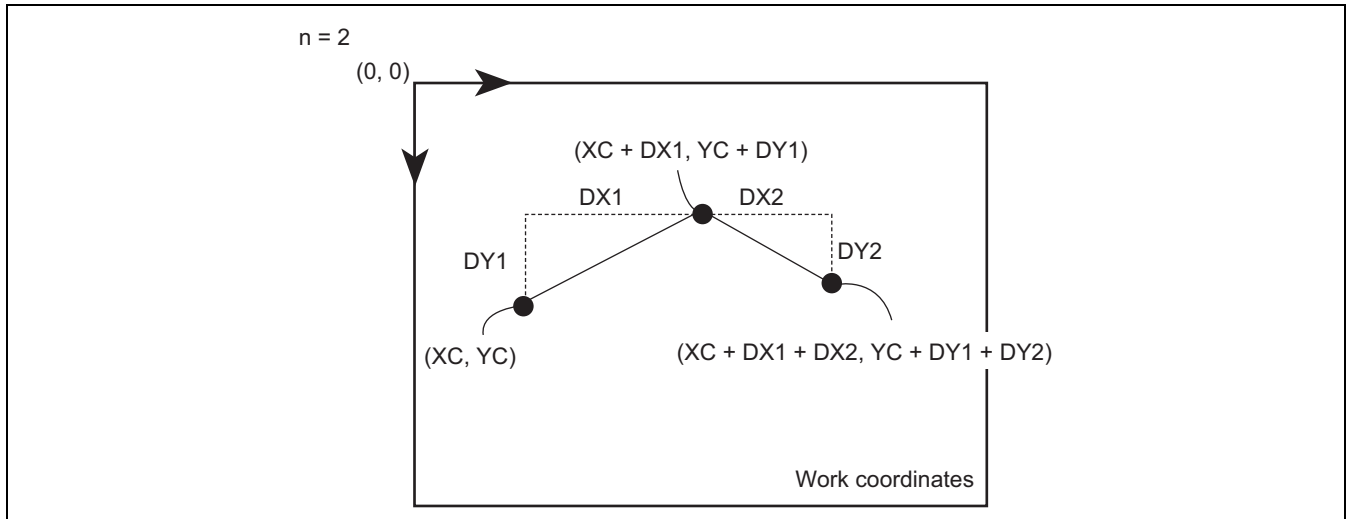 n = 2
(0, 0)
(XC + DX1, YC + DY1)
DX1
DX2
DY1
DY2
(XC, YC)
(XC + DX1 + DX2, YC + DY1 + DY2)
Work coordinates